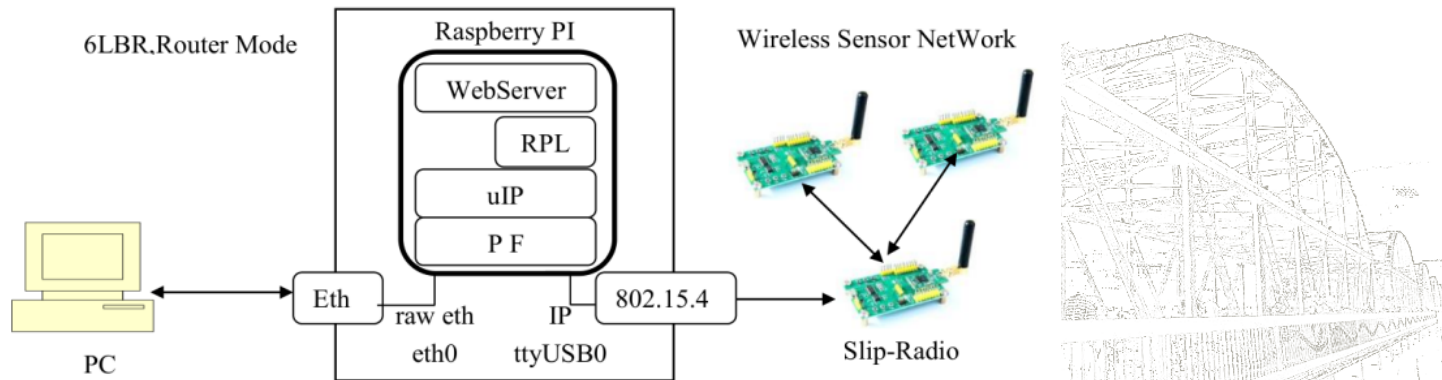 6LBR,Router Mode
Raspberry PI
WebServer
RPL
uIP
P F
Eth
raw eth
eth0
IP
ttyUSB0
802.15.4
PC
Wireless Sensor NetWork
Slip-Radio